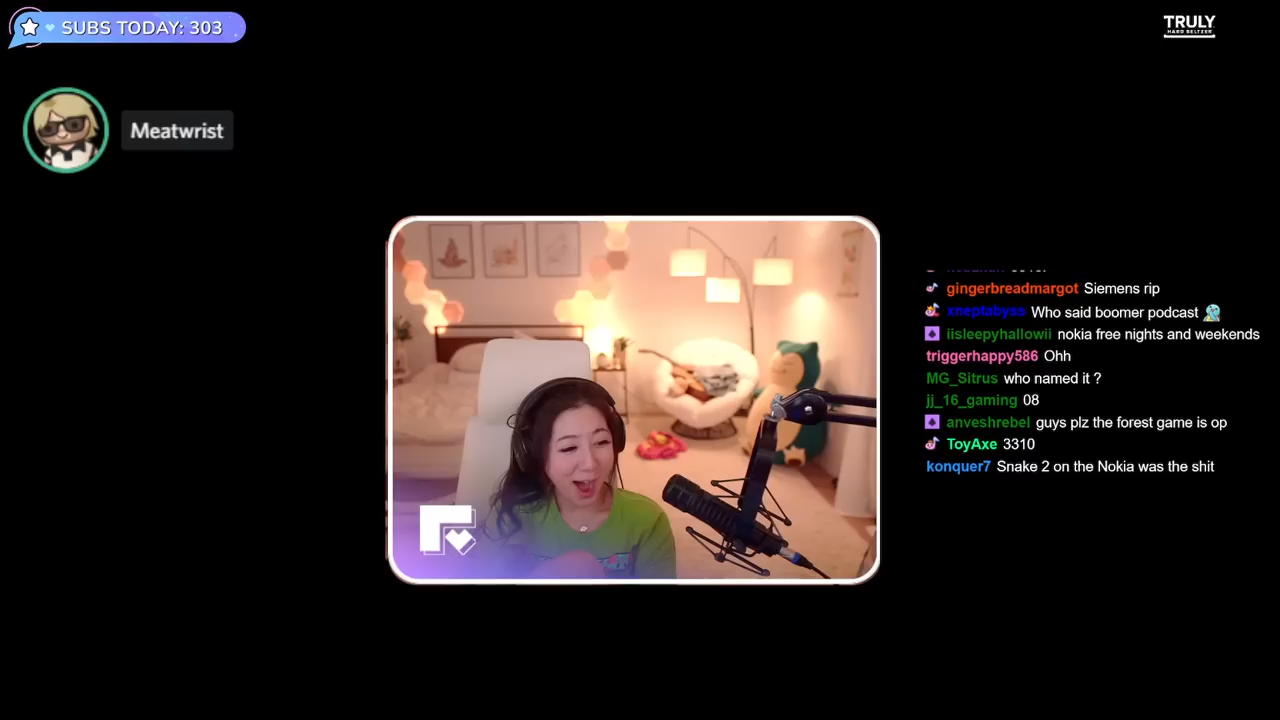 SUBS TODAY: 303
TRULY
HARD SELTZER
Meatwrist
gingerbreadmargot Siemens rip
xneptabyss Who said boomer podcast
iisleepyhallowii nokia free nights and weekends
triggerhappy586 Ohh
MG_Sitrus who named it ?
jj_16_gaming 08
anveshrebel guys plz the forest game is op
ToyAxe 3310
konquer7 Snake 2 on the Nokia was the shit